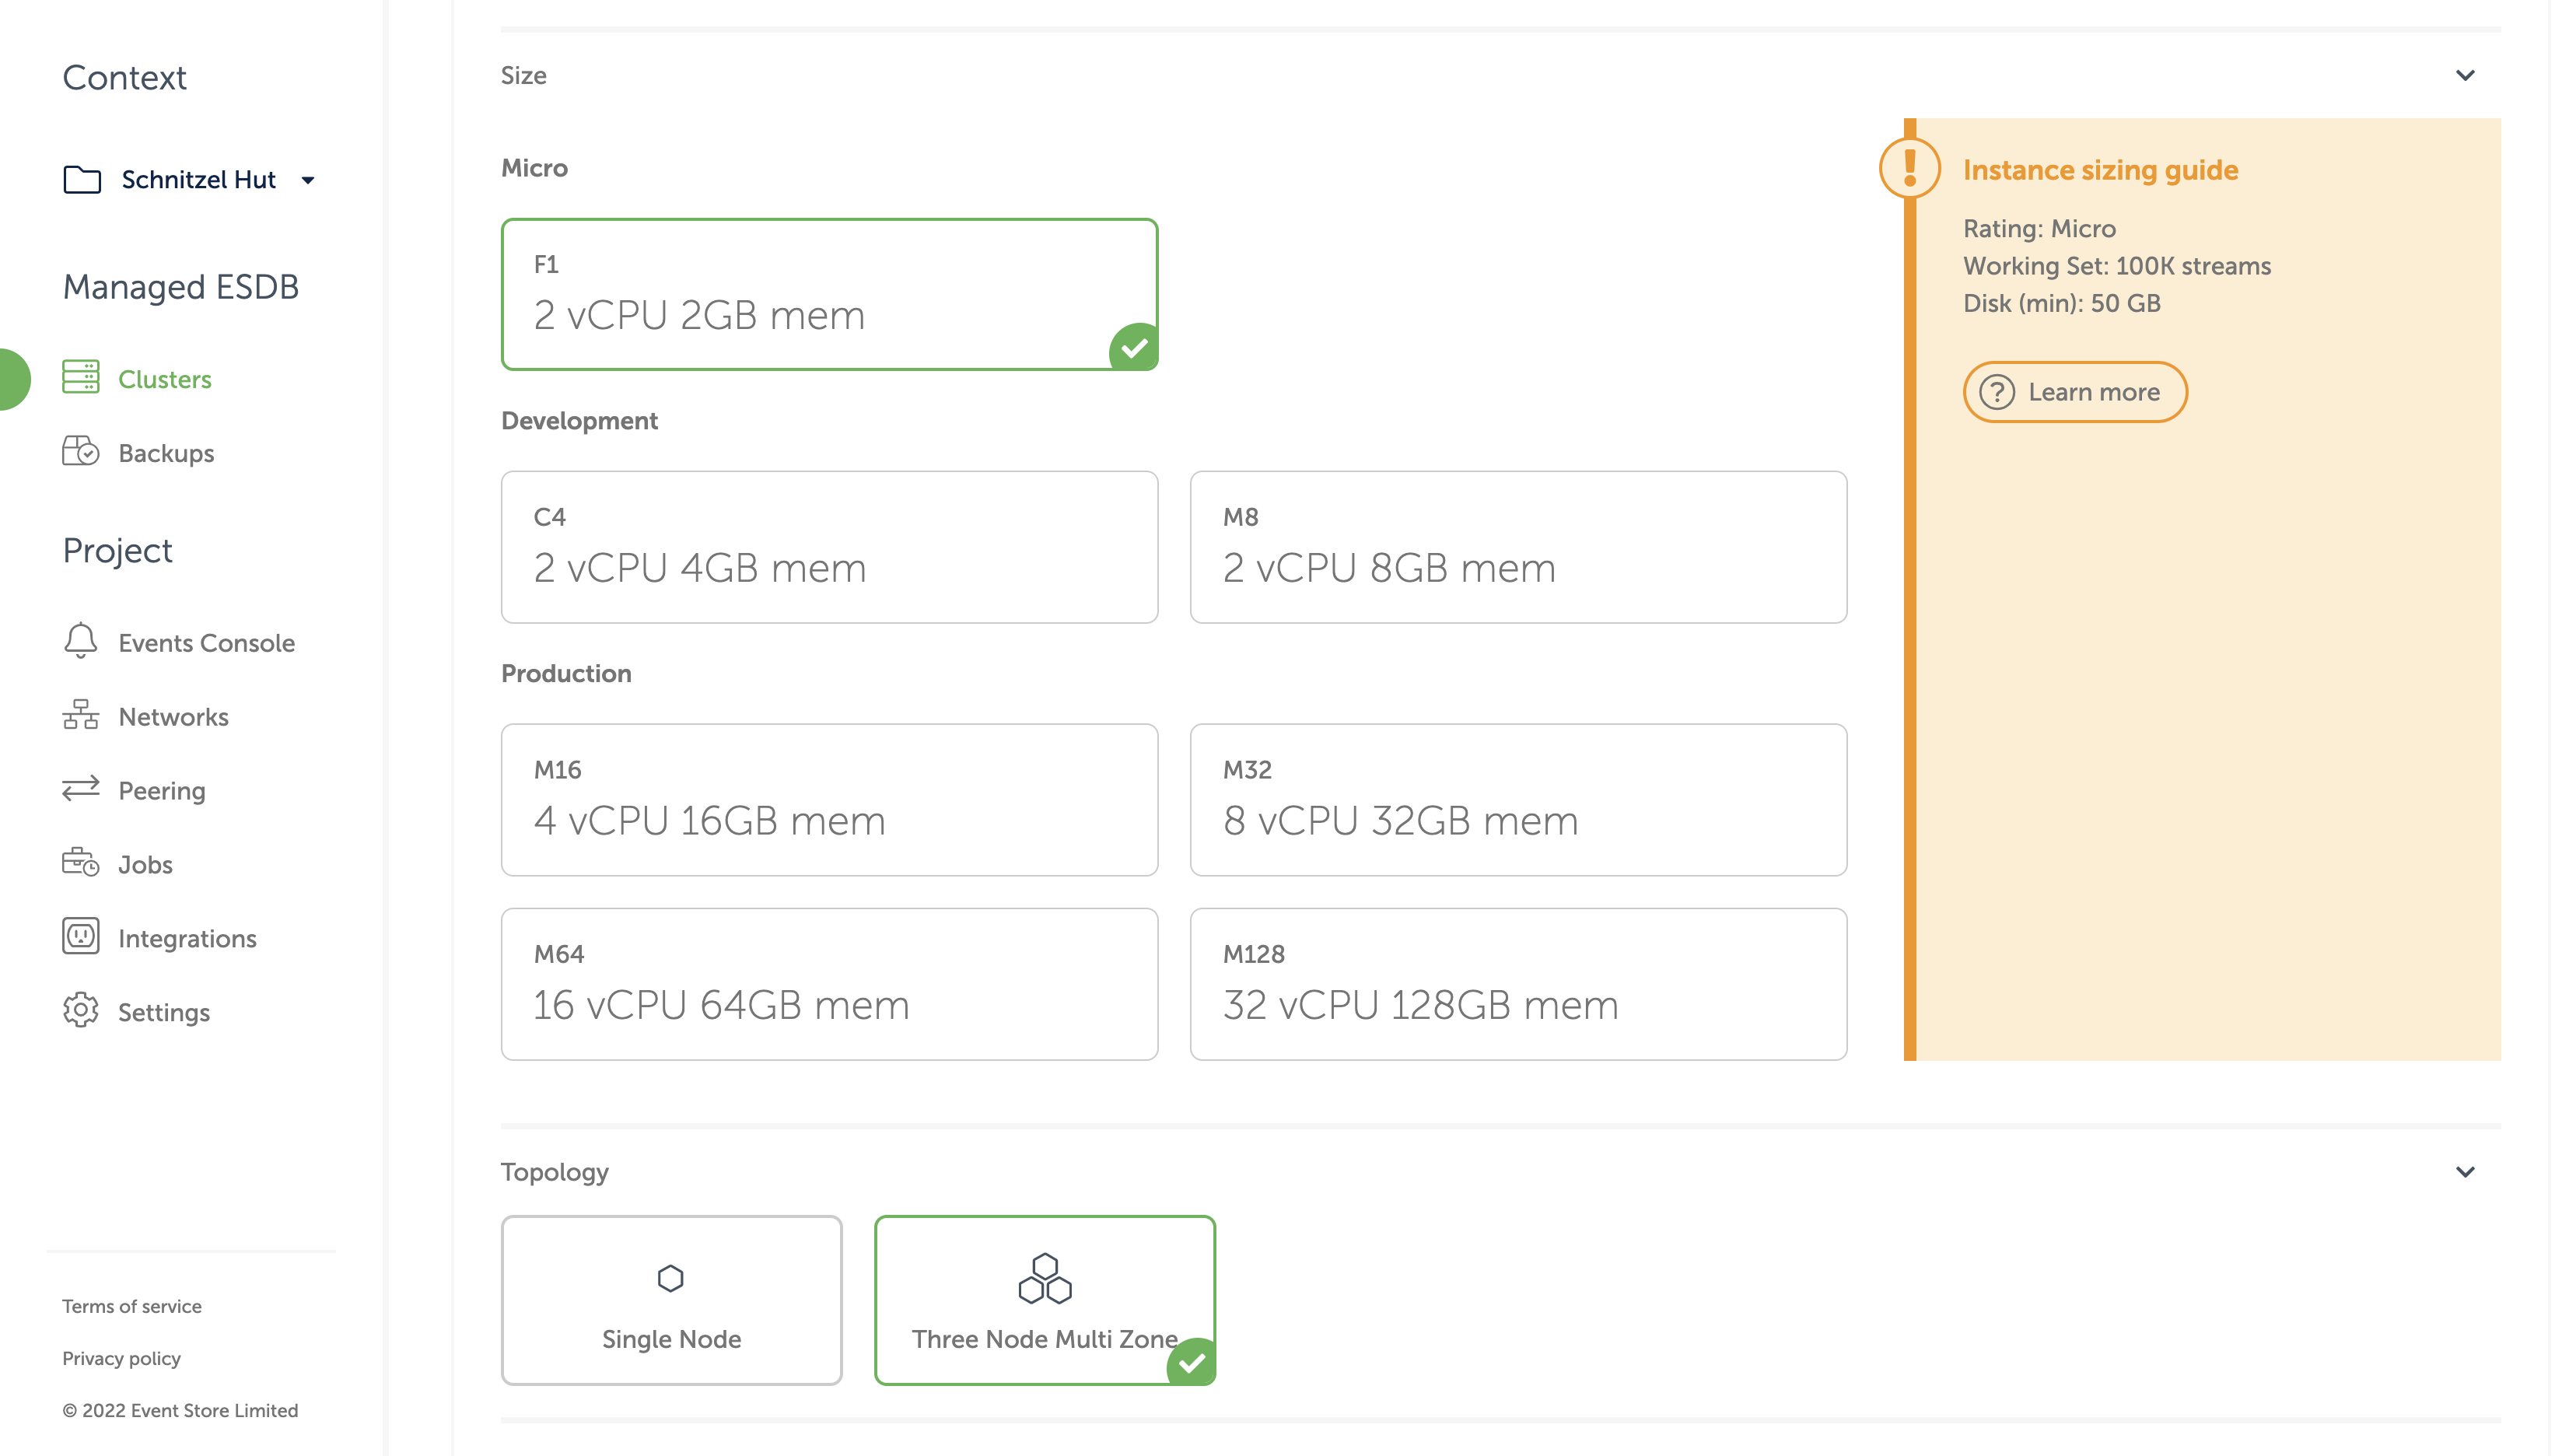 Context
Schnitzel Hut
Managed ESDB
Clusters
Backups
Project
Events Console
Networks
Peering
Jobs
Integrations
Settings
Terms of service
Privacy policy
© 2022 Event Store Limited
Size
Micro
F1
2 vCPU 2GB mem
Development
C4
2 vCPU 4GB mem
M8
2 vCPU 8GB mem
Production
M16
4 vCPU 16GB mem
M32
8 vCPU 32GB mem
M64
16 vCPU 64GB mem
M128
32 vCPU 128GB mem
Instance sizing guide
Rating: Micro
Working Set: 100K streams
Disk (min): 50 GB
Learn more
Topology
Single Node
Three Node Multi Zone